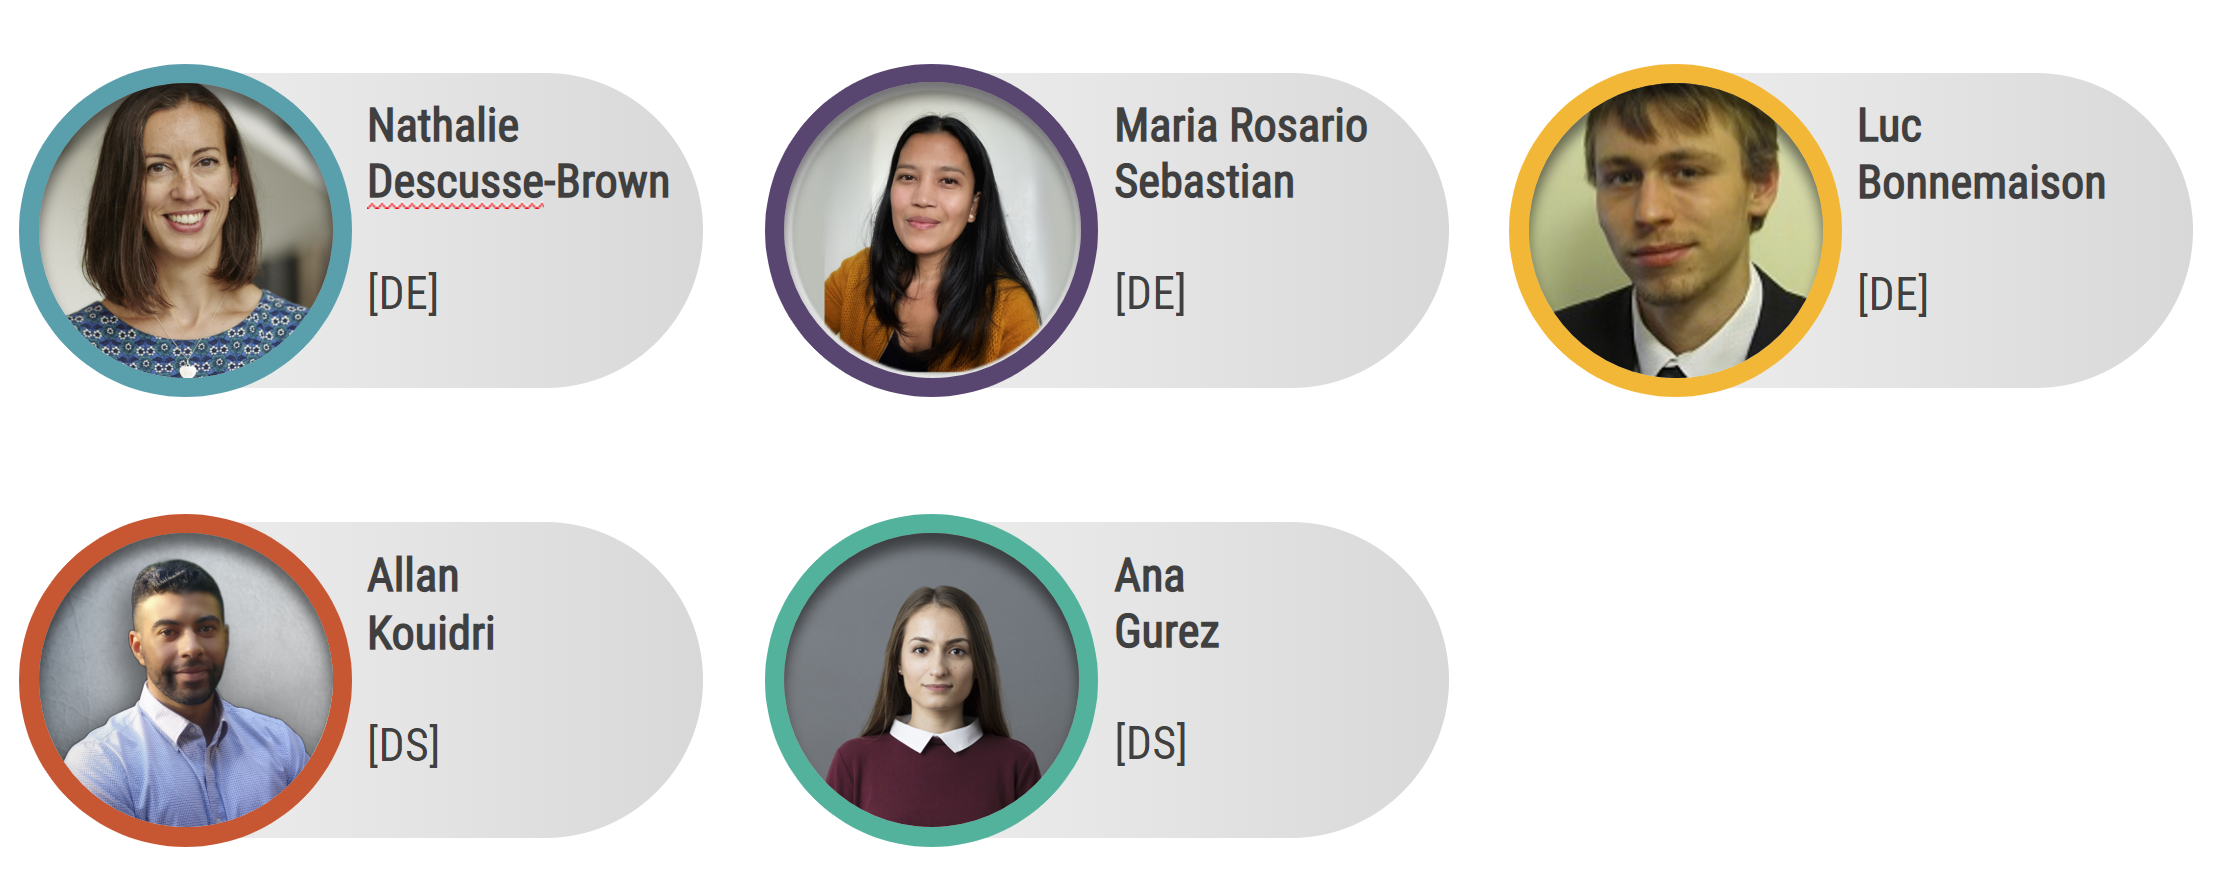 Nathalie
Descusse-Brown
[DE]
Maria Rosario
Sebastian
[DE]
Luc
Bonnemaison
[DE]
Allan
Kouidri
[DS]
Ana
Gurez
[DS]